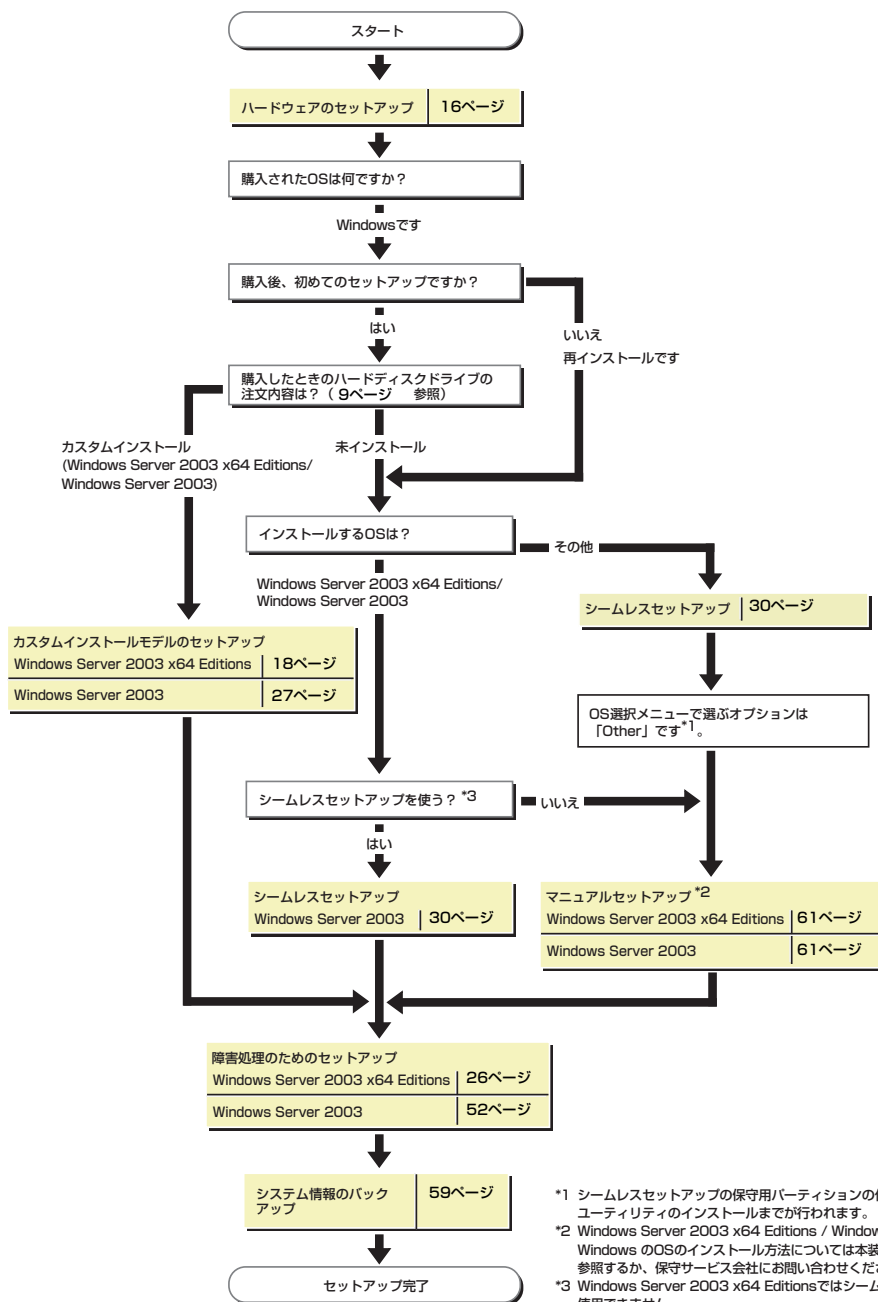 スタート
ハードウェアのセットアップ 16ページ
購入されたOSは何ですか？
Windowsです
購入後、初めてのセットアップですか？
はい
いいえ
再インストールです
購入したときのハードディスクドライブの
注文内容は？（ 9ページ 参照）
カスタムインストール
(Windows Server 2003 x64 Editions/
Windows Server 2003)
未インストール
インストールするOSは？
その他
Windows Server 2003 x64 Editions/
Windows Server 2003
シームレスセットアップ 30ページ
カスタムインストールモデルのセットアップ
Windows Server 2003 x64 Editions 18ページ
Windows Server 2003 27ページ
OS選択メニューで選ぶオプションは
「Other」です*1。
シームレスセットアップを使う？ *3
いいえ
はい
シームレスセットアップ
Windows Server 2003 30ページ
マニュアルセットアップ*2
Windows Server 2003 x64 Editions 61ページ
Windows Server 2003 61ページ
障害処理のためのセットアップ
Windows Server 2003 x64 Editions 26ページ
Windows Server 2003 52ページ
システム情報のバック
アップ 59ページ
セットアップ完了
*1 シームレスセットアップの保守用パーティションの
ユーティリティのインストールまでが行われます。
*2 Windows Server 2003 x64 Editions /
Windows のOSのインストール方法については本装
参照するか、保守サービス会社にお問い合わせくだ
*3 Windows Server 2003 x64 Editionsではシーム